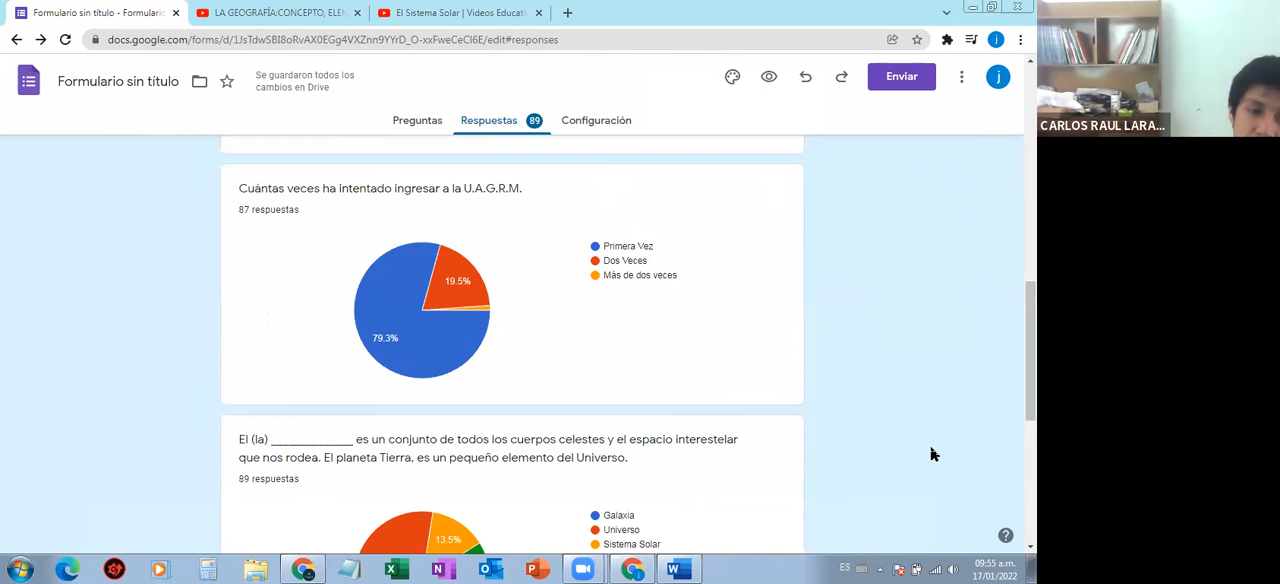 Formulario sin título - Formulario
LA GEOGRAFÍA:CONCEPTO, ELEN
El Sistema Solar | Videos Educati
docs.google.com/forms/d/1JsTdwSBI8oRvAX0EGg4VXZnn9YYrD_O-xxFweCeCI6E/edit#responses
j
Formulario sin título
Se guardaron todos los
cambios en Drive
Enviar
j
CARLOS RAUL LARA...
Preguntas
Respuestas 89
Configuración
Cuántas veces ha intentado ingresar a la U.A.G.R.M.
87 respuestas
Primera Vez
Dos Veces
Más de dos veces
19.5%
79.3%
El (la) ______________ es un conjunto de todos los cuerpos celestes y el espacio interestelar
que nos rodea. El planeta Tierra, es un pequeño elemento del Universo.
89 respuestas
Galaxia
Universo
Sistema Solar
13.5%
ES
09:55 a.m.
17/01/2022